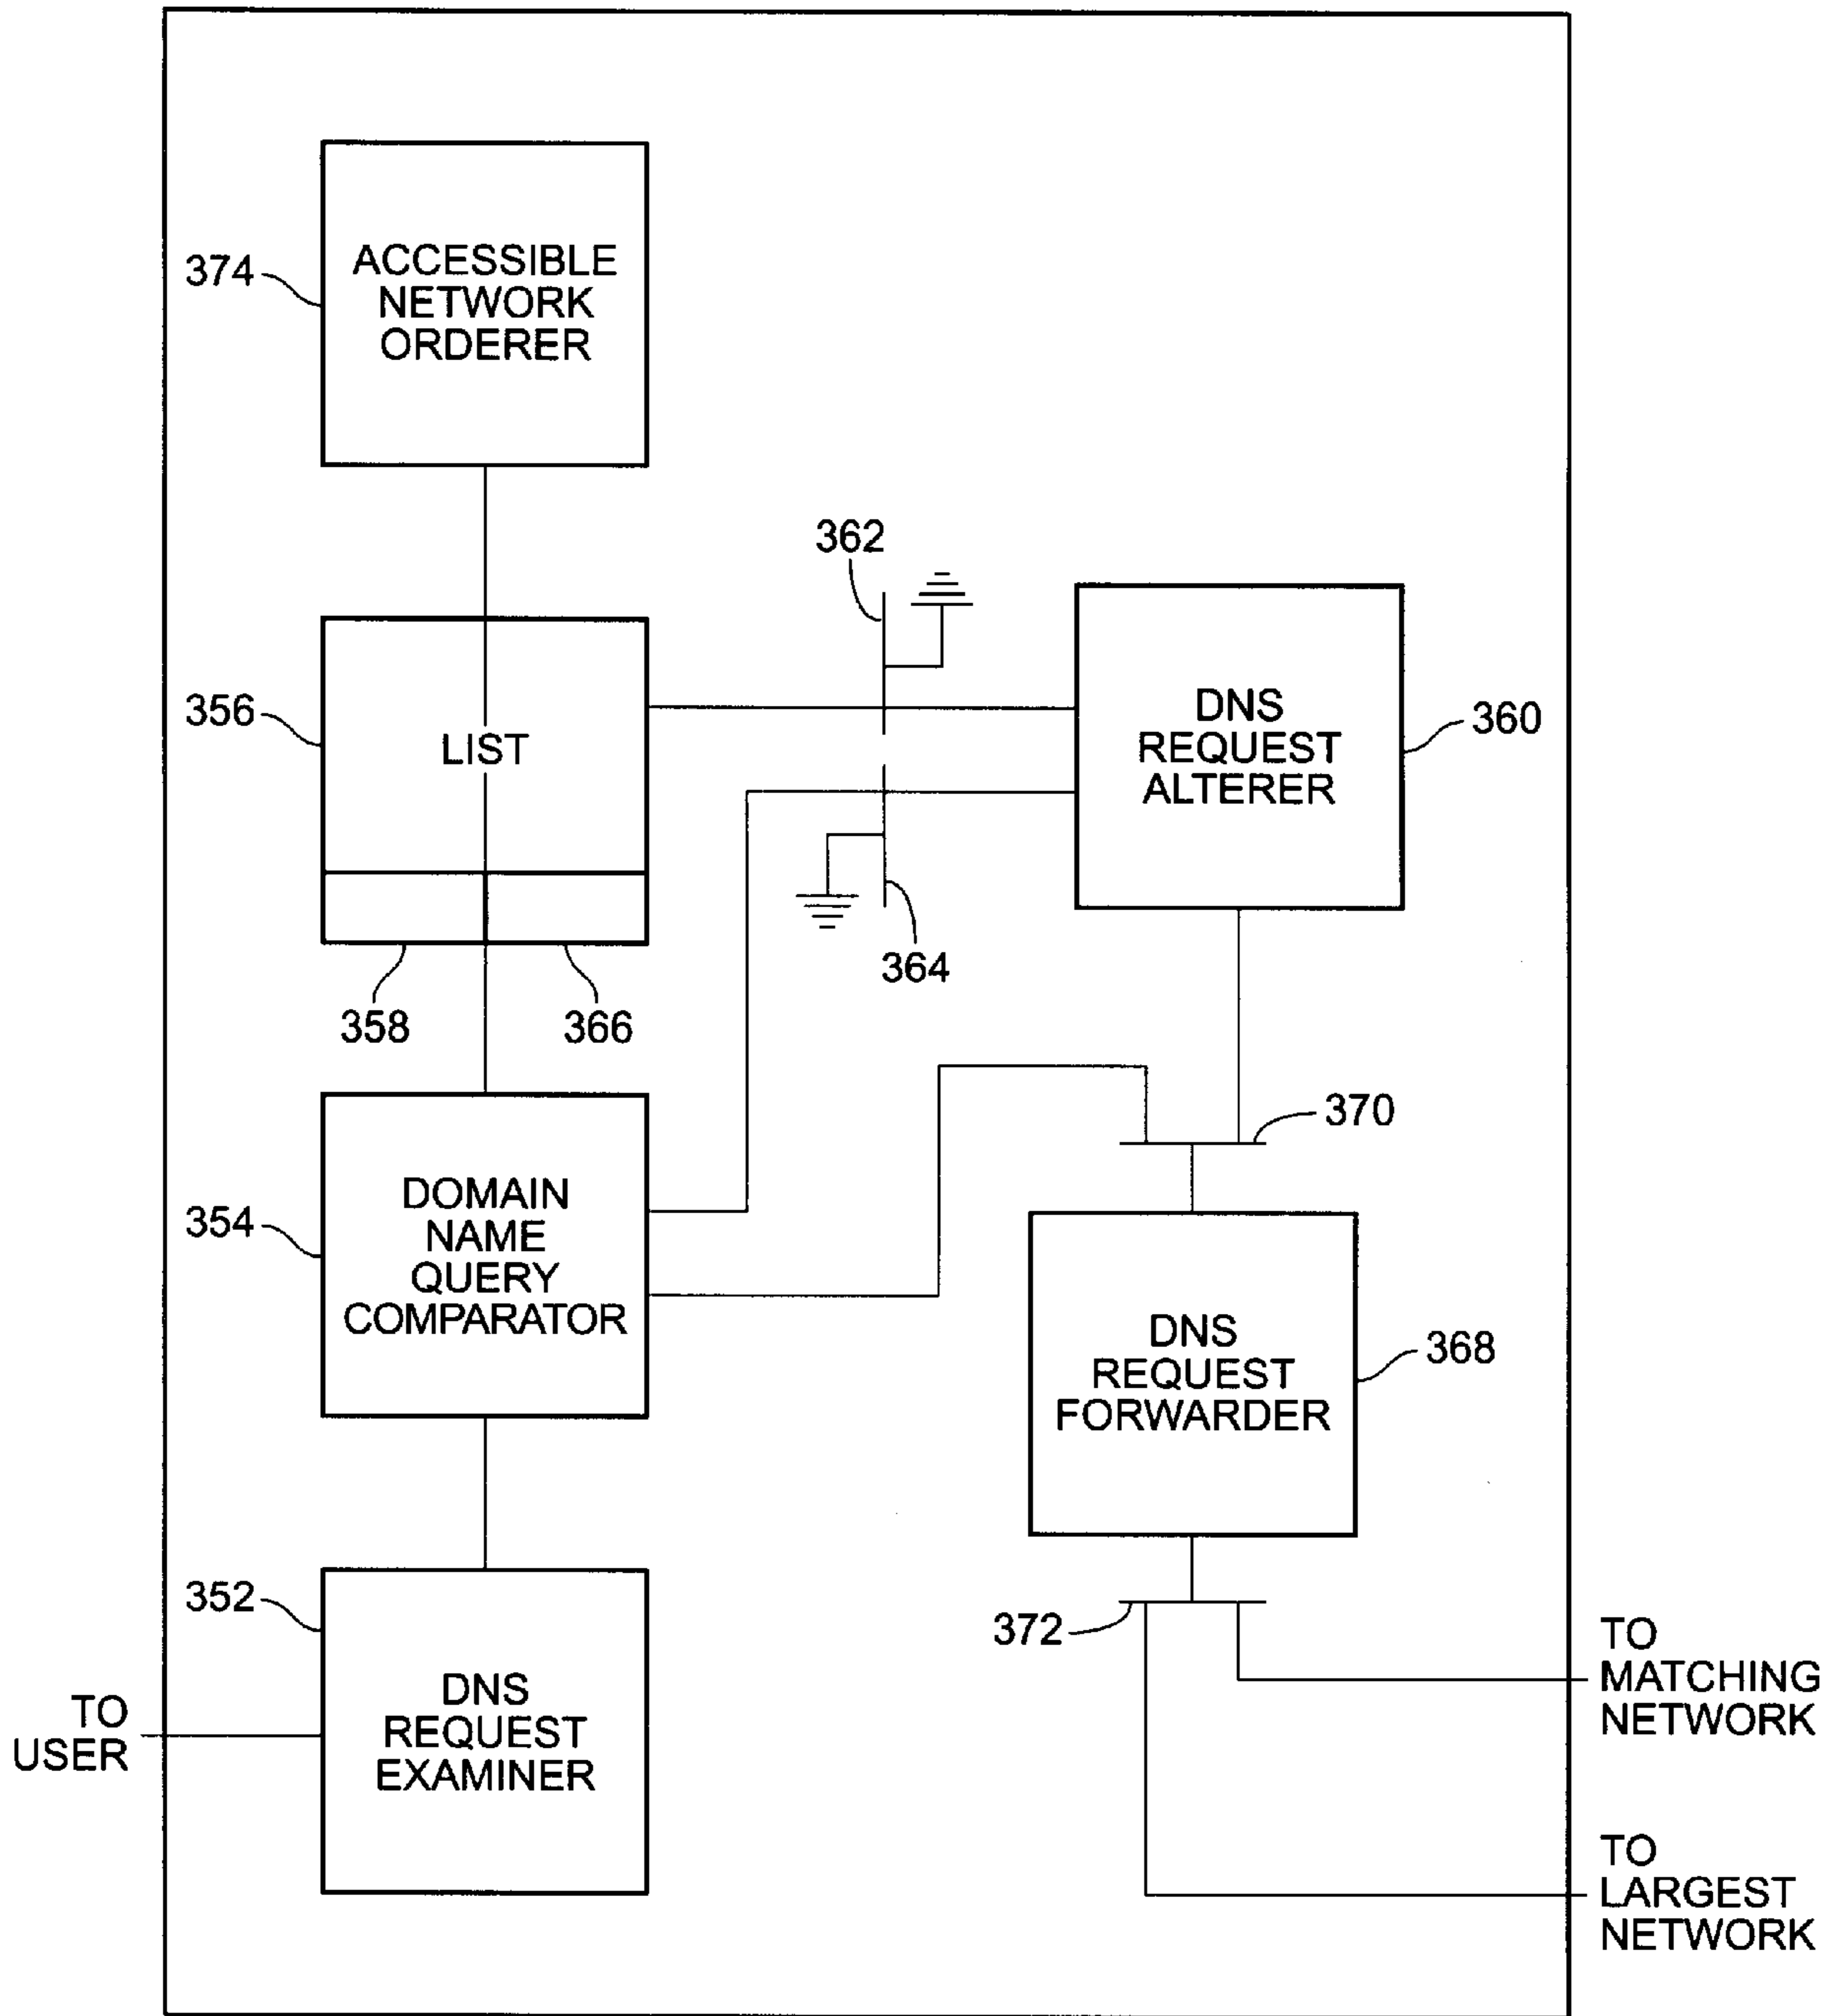 374
ACCESSIBLE
NETWORK
ORDERER
362
356
LIST
DNS
REQUEST
ALTERER
360
364
358
366
370
354
DOMAIN
NAME
QUERY
COMPARATOR
DNS
REQUEST
FORWARDER
368
352
372
TO
MATCHING
NETWORK
TO
USER
DNS
REQUEST
EXAMINER
TO
LARGEST
NETWORK